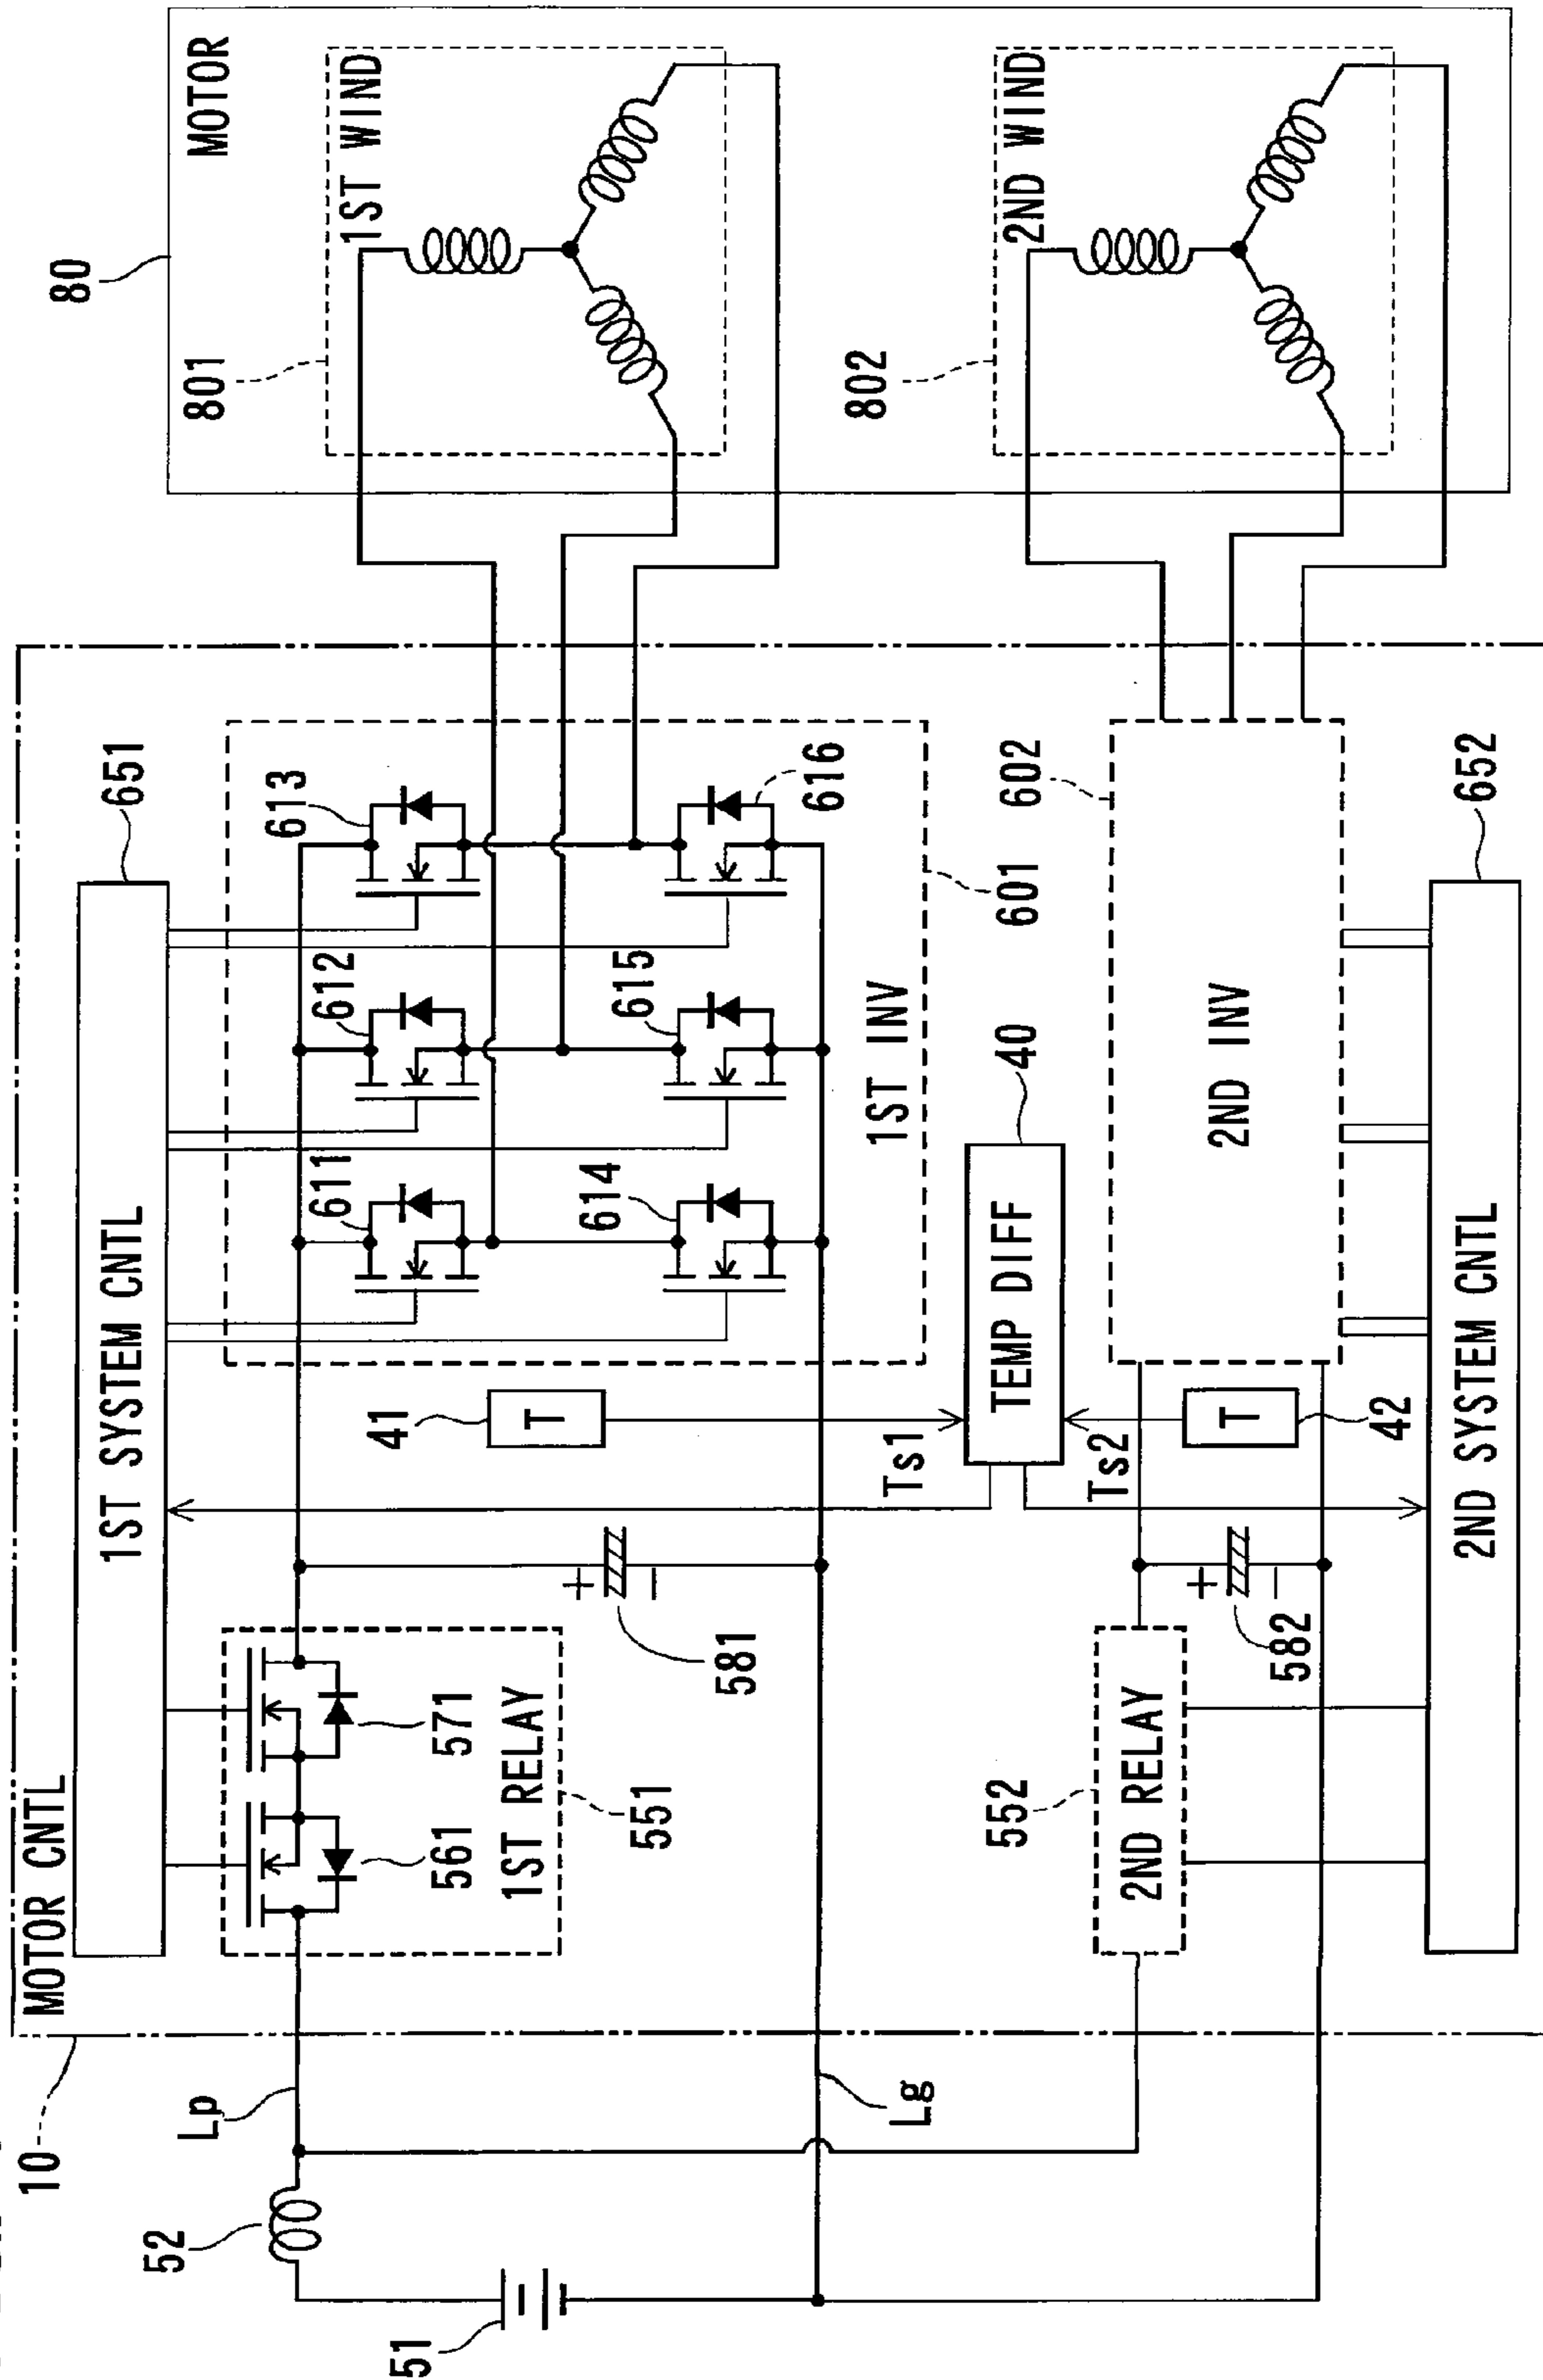 10
MOTOR CNTL
1ST SYSTEM CNTL
651
80
MOTOR
801
1ST WIND
52
Lp
561
571
1ST RELAY
551
611
612
613
614
615
616
1ST INV
601
51
581
41
T
Ts1
Lg
TEMP DIFF
40
802
2ND WIND
552
2ND RELAY
582
Ts2
T
42
2ND INV
602
2ND SYSTEM CNTL
652